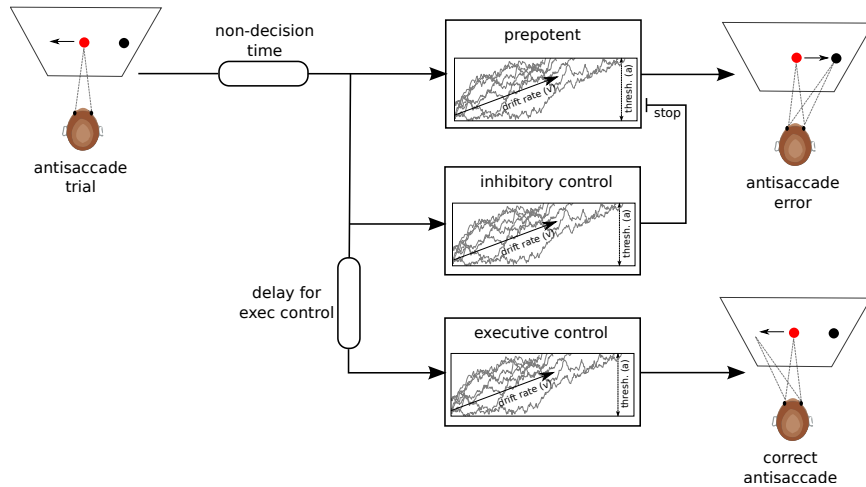 non-decision
time
prepotent
drift rate (v)
thresh. (a)
stop
antisaccade
trial
antisaccade
error
inhibitory control
drift rate (v)
thresh. (a)
delay for
exec control
executive control
drift rate (v)
thresh. (a)
correct
antisaccade